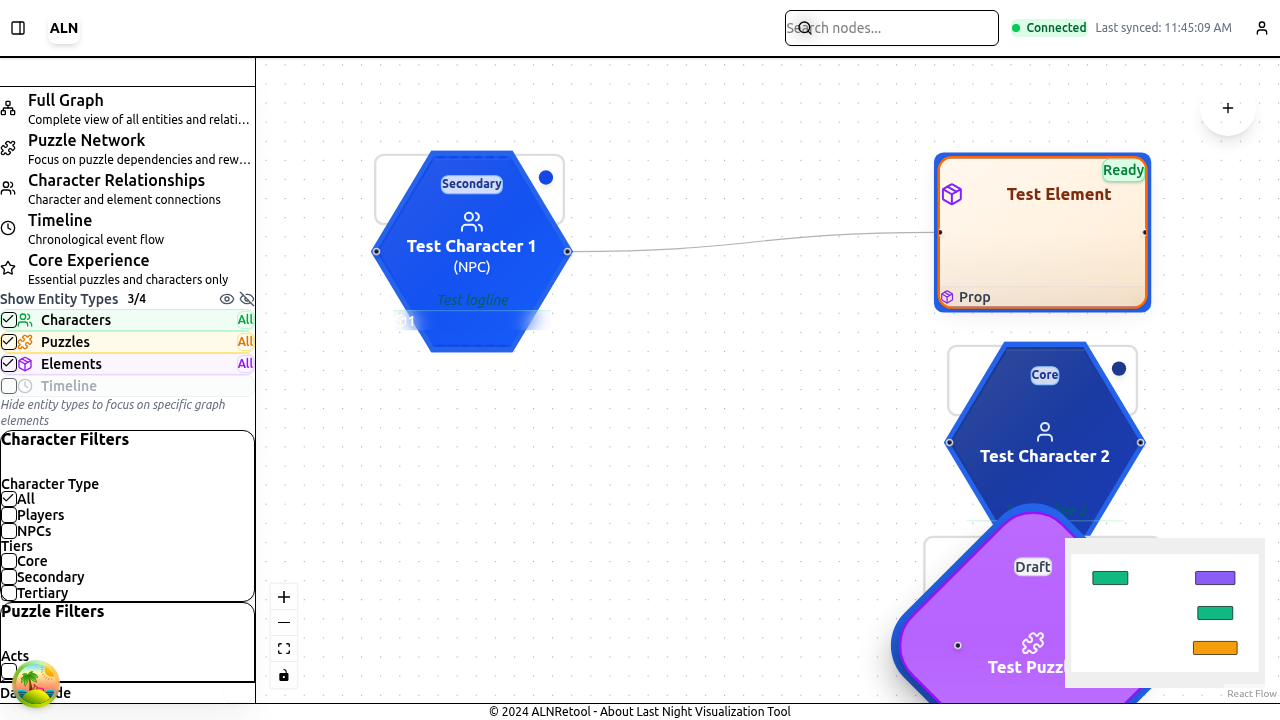 ALN
Search nodes...
Connected
Last synced: 11:45:09 AM
Full Graph
Complete view of all entities and relati...
Puzzle Network
Focus on puzzle dependencies and rew...
Character Relationships
Character and element connections
Timeline
Chronological event flow
Core Experience
Essential puzzles and characters only
Show Entity Types 3/4
Characters All
Puzzles All
Elements All
Timeline
Hide entity types to focus on specific graph
elements
Character Filters
Character Type
All
Players
NPCs
Tiers
Core
Secondary
Tertiary
Puzzle Filters
Acts
Secondary
Test Character 1
(NPC)
Test logline
Ready
Test Element
Prop
Core
Test Character 2
Draft
Test Puzz
React Flow
© 2024 ALNRetool - About Last Night Visualization Tool